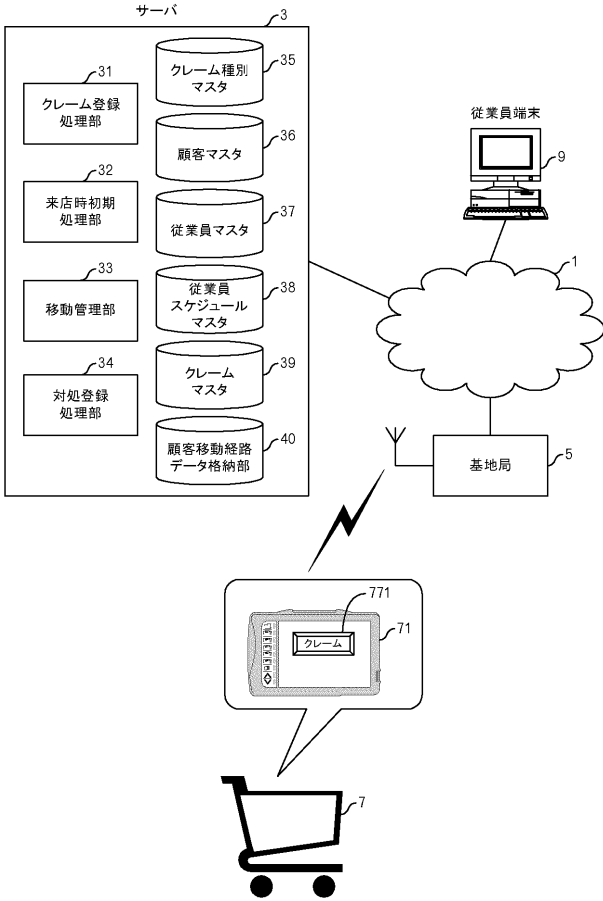 サーバ
3
31
クレーム登録
処理部
32
来店時初期
処理部
33
移動管理部
34
対処登録
処理部
35
クレーム種別
マスタ
36
顧客マスタ
37
従業員マスタ
38
従業員
スケジュール
マスタ
39
クレーム
マスタ
40
顧客移動経路
データ格納部
従業員端末
9
1
基地局
5
771
71
クレーム
7